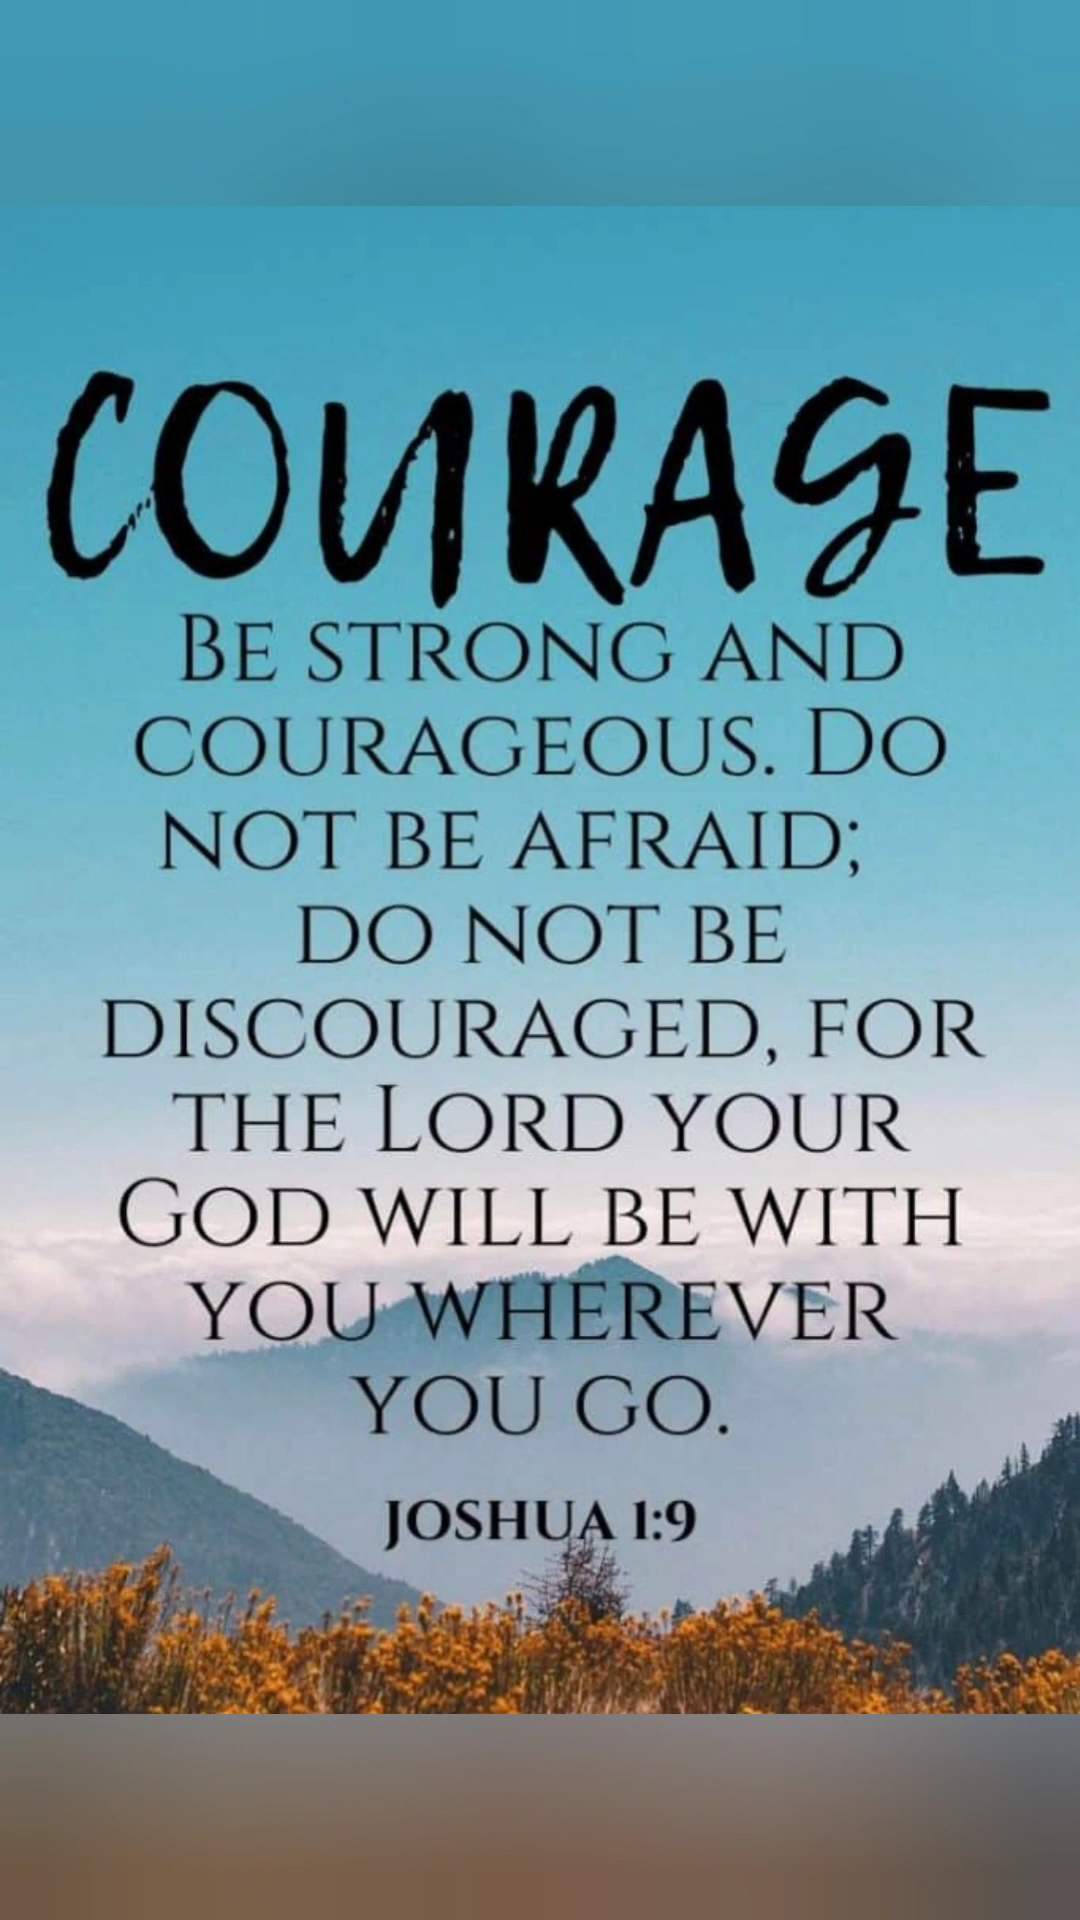 COURAGE
BE STRONG AND
COURAGEOUS. DO
NOT BE AFRAID;
DO NOT BE
DISCOURAGED, FOR
THE LORD YOUR
GOD WILL BE WITH
YOU WHEREVER
YOU GO.
JOSHUA 1:9